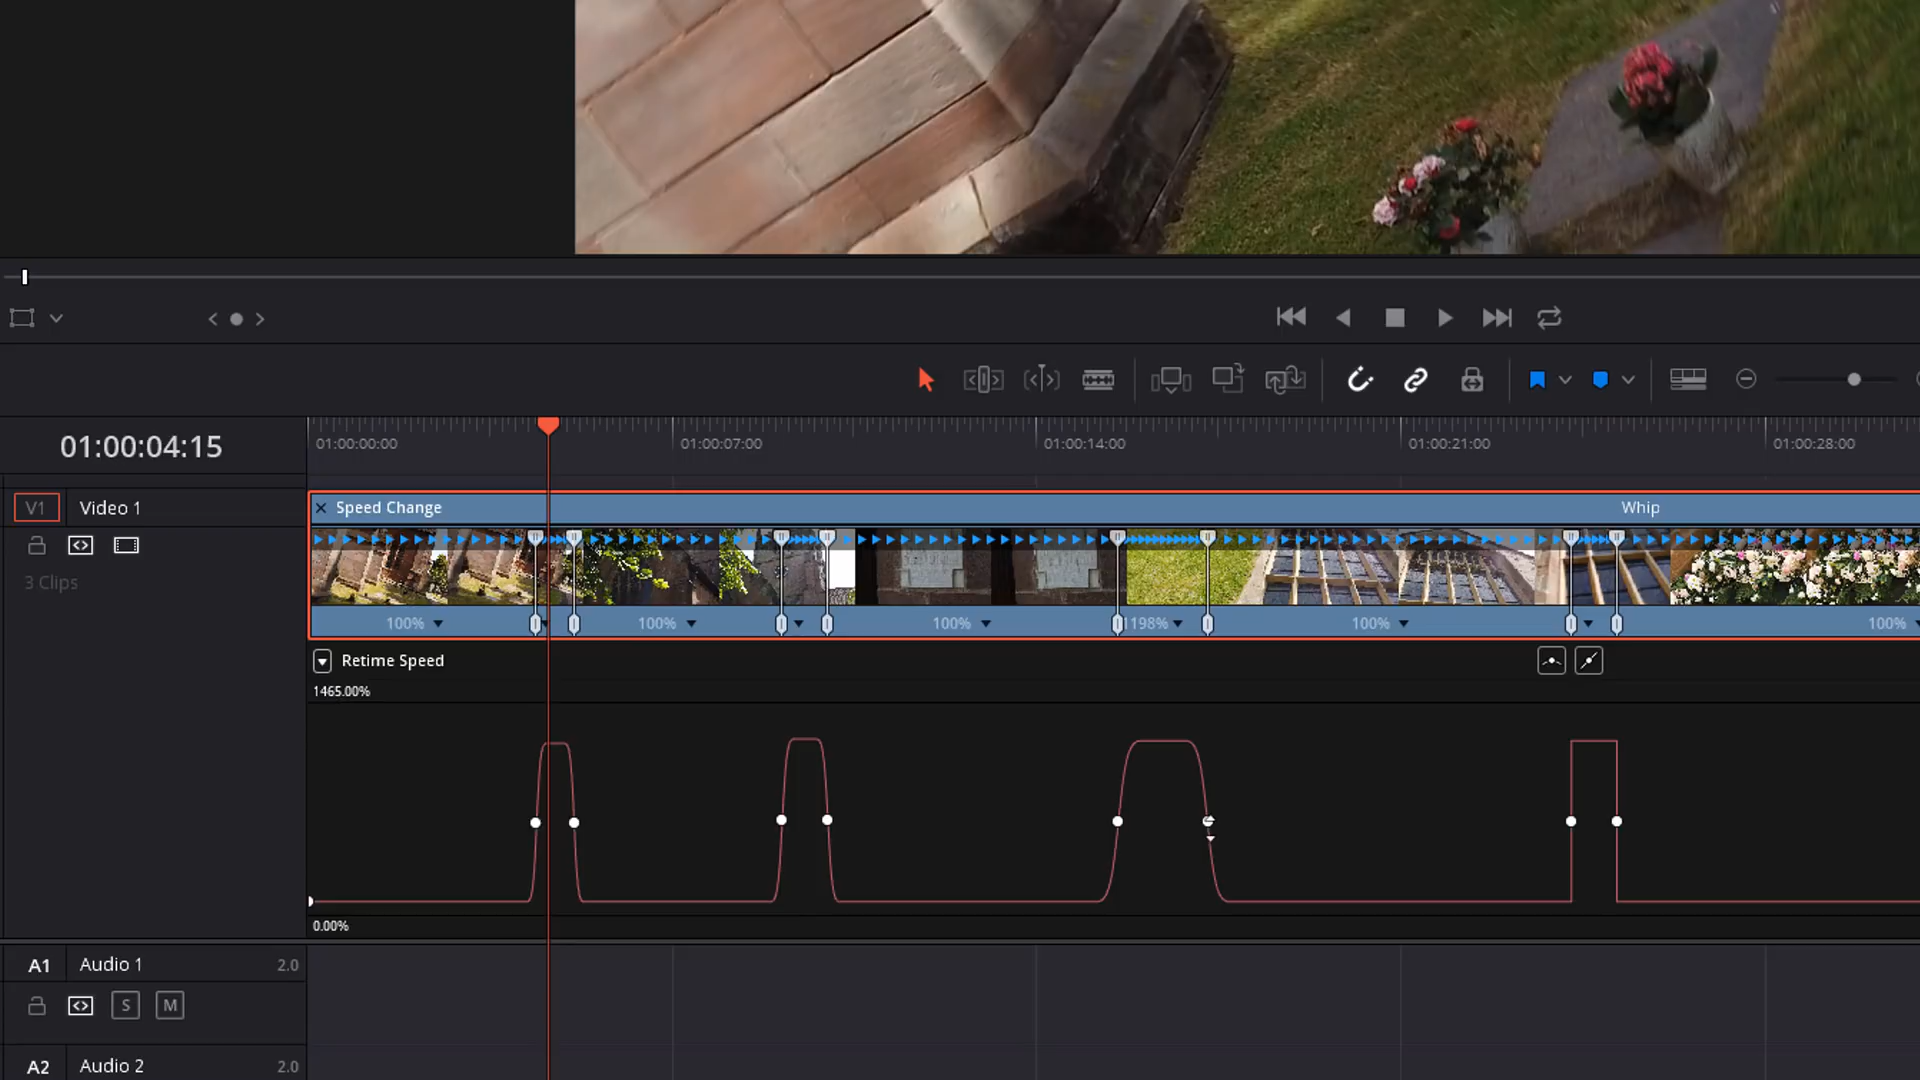 01:00:04:15
01:00:00:00
01:00:07:00
01:00:14:00
01:00:21:00
01:00:28:00
V1 Video 1
3 Clips
× Speed Change
Whip
100%
100%
100%
1198%
100%
100%
Retime Speed
1465.00%
0.00%
A1 Audio 1 2.0
S M
A2 Audio 2 2.0